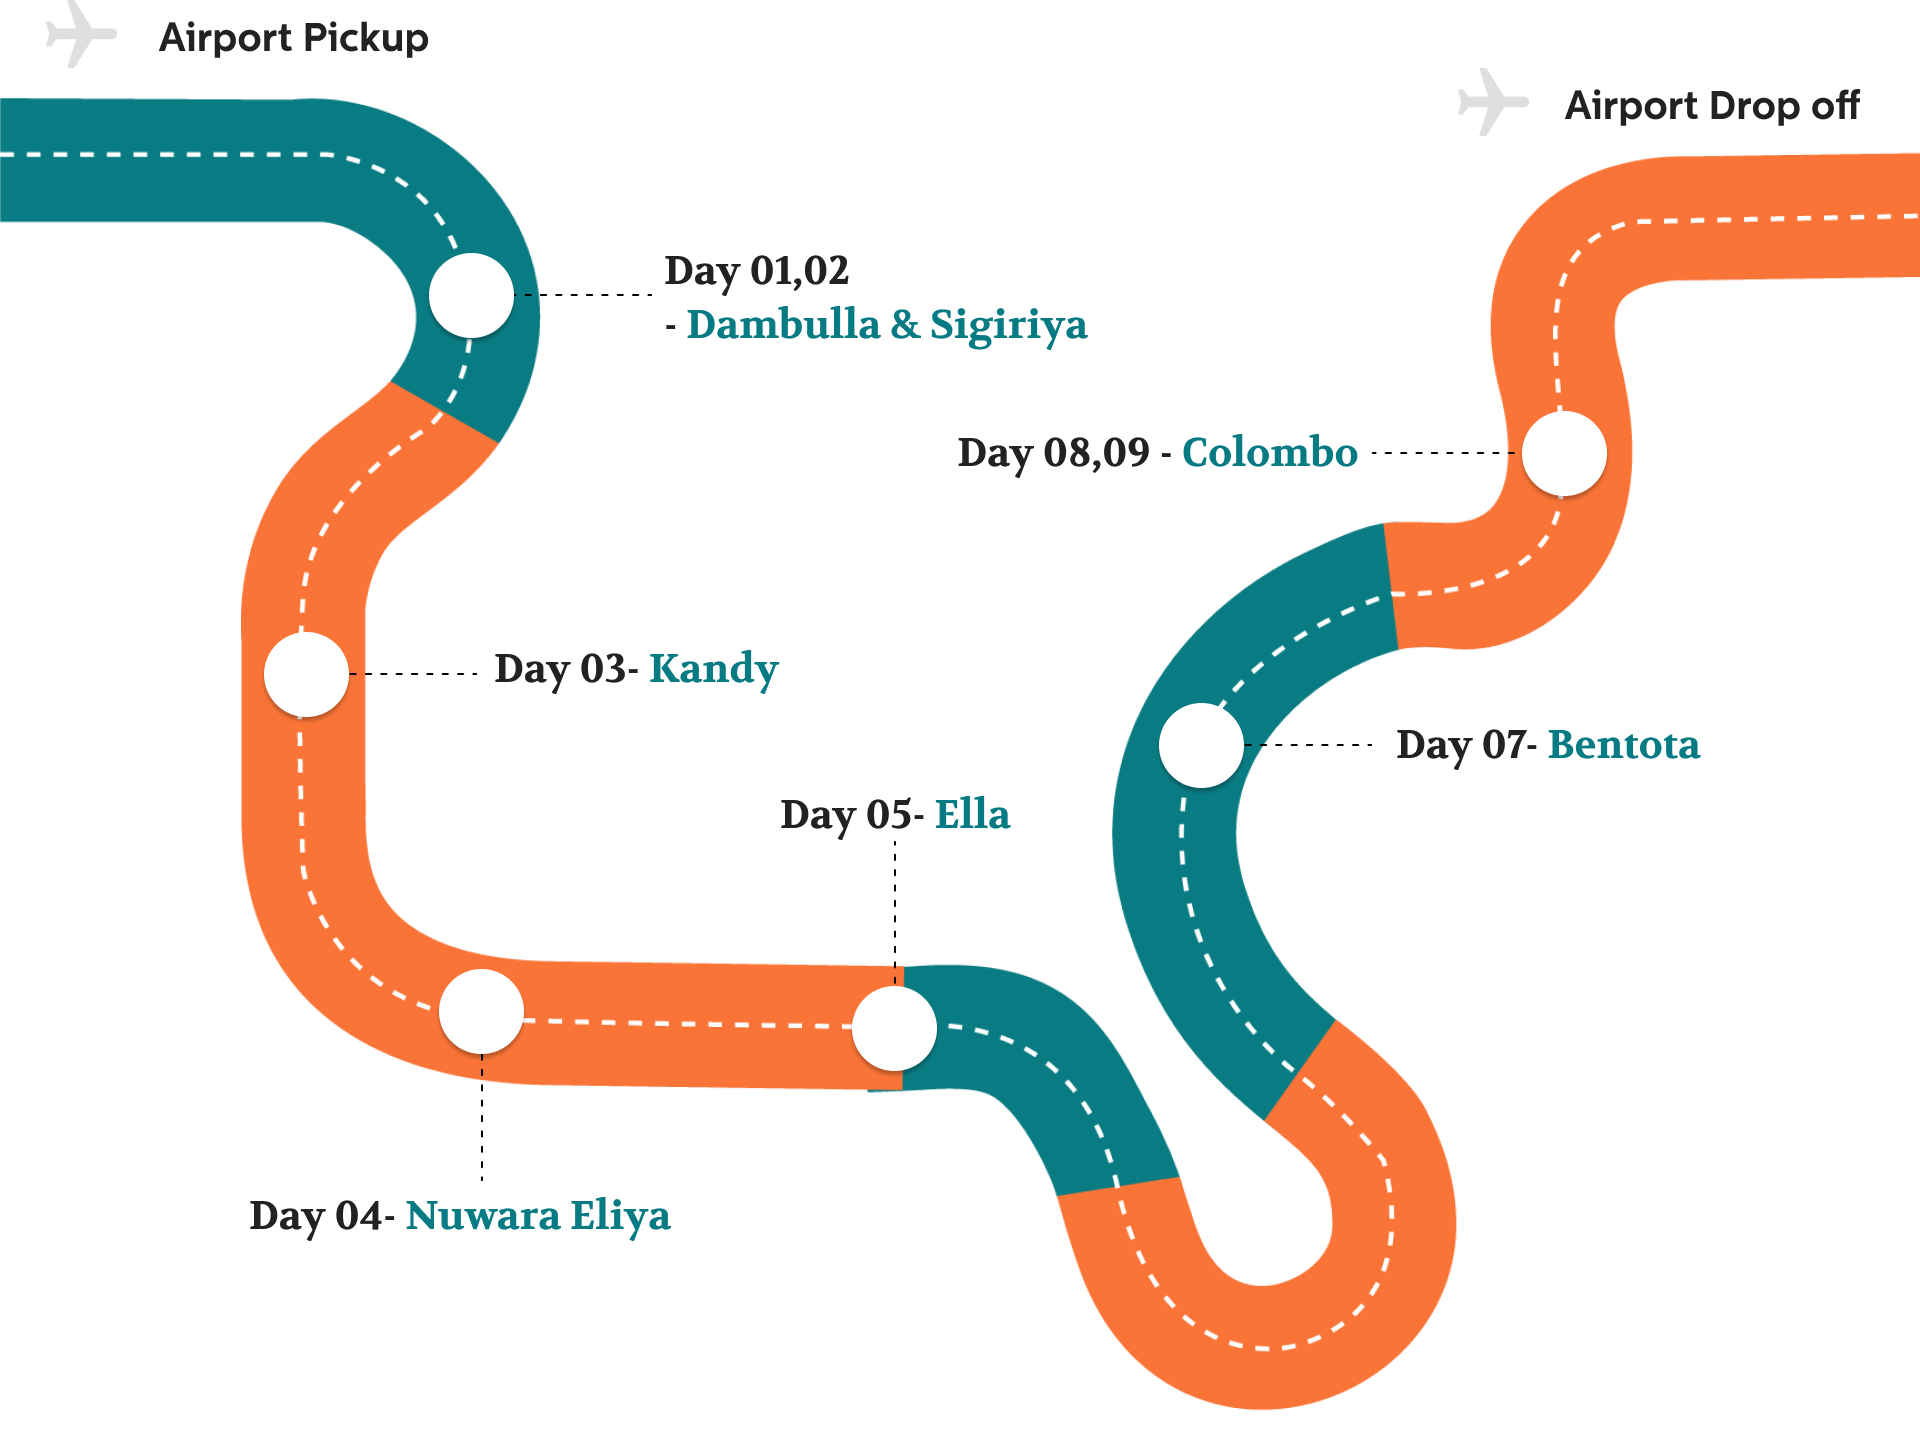 Airport Pickup
Airport Drop off
Day 01,02
- Dambulla & Sigiriya
Day 08,09 - Colombo
Day 03- Kandy
Day 07- Bentota
Day 05- Ella
Day 04- Nuwara Eliya